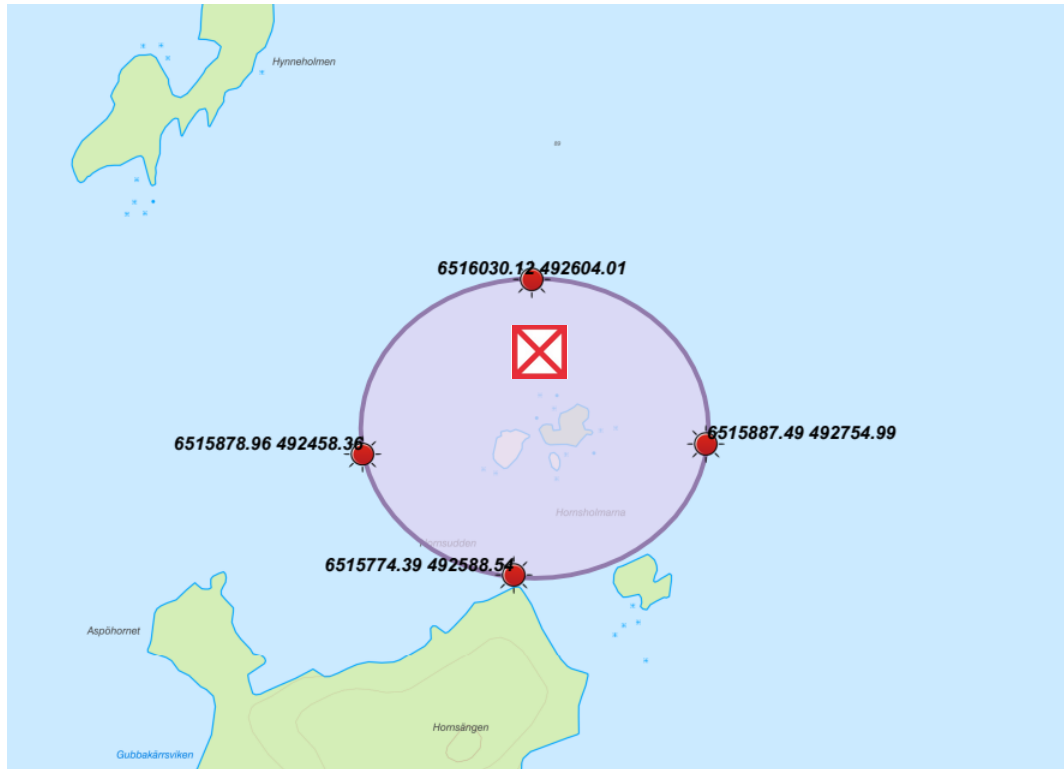 Hynneholmen
6516030.12 492604.01
6515878.96 492458.36
6515887.49 492754.99
Hornsholmarna
Hornsudden
6515774.39 492588.54
Aspöhornet
Hornsängen
Gubbakärrsviken